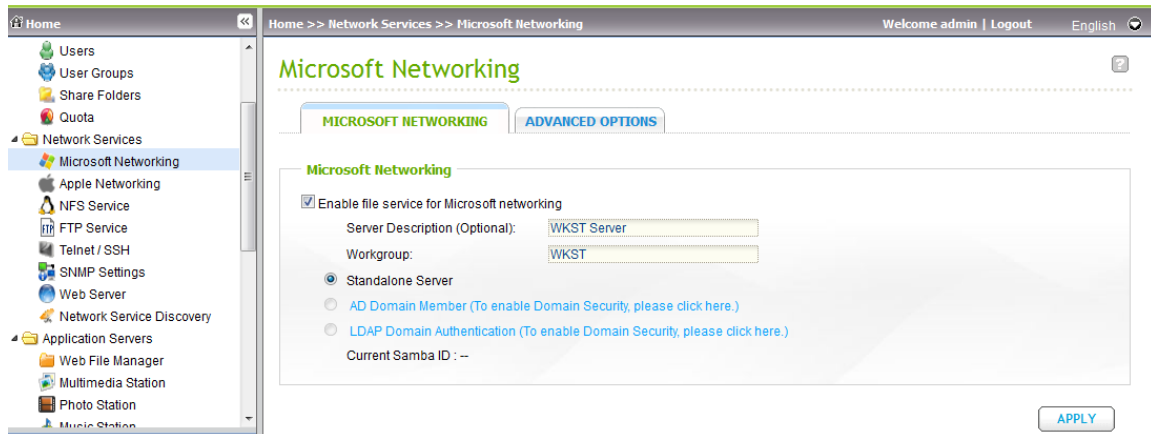 Home
Home >> Network Services >> Microsoft Networking
Welcome admin | Logout
English
Users
User Groups
Share Folders
Quota
Network Services
Microsoft Networking
Apple Networking
NFS Service
FTP
FTP Service
Telnet / SSH
SNMP Settings
Web Server
Network Service Discovery
Application Servers
Web File Manager
Multimedia Station
Photo Station
Music Station
Microsoft Networking
?
MICROSOFT NETWORKING
ADVANCED OPTIONS
Microsoft Networking
Enable file service for Microsoft networking
Server Description (Optional): WKST Server
Workgroup: WKST
Standalone Server
AD Domain Member (To enable Domain Security, please click here.)
LDAP Domain Authentication (To enable Domain Security, please click here.)
Current Samba ID : --
APPLY